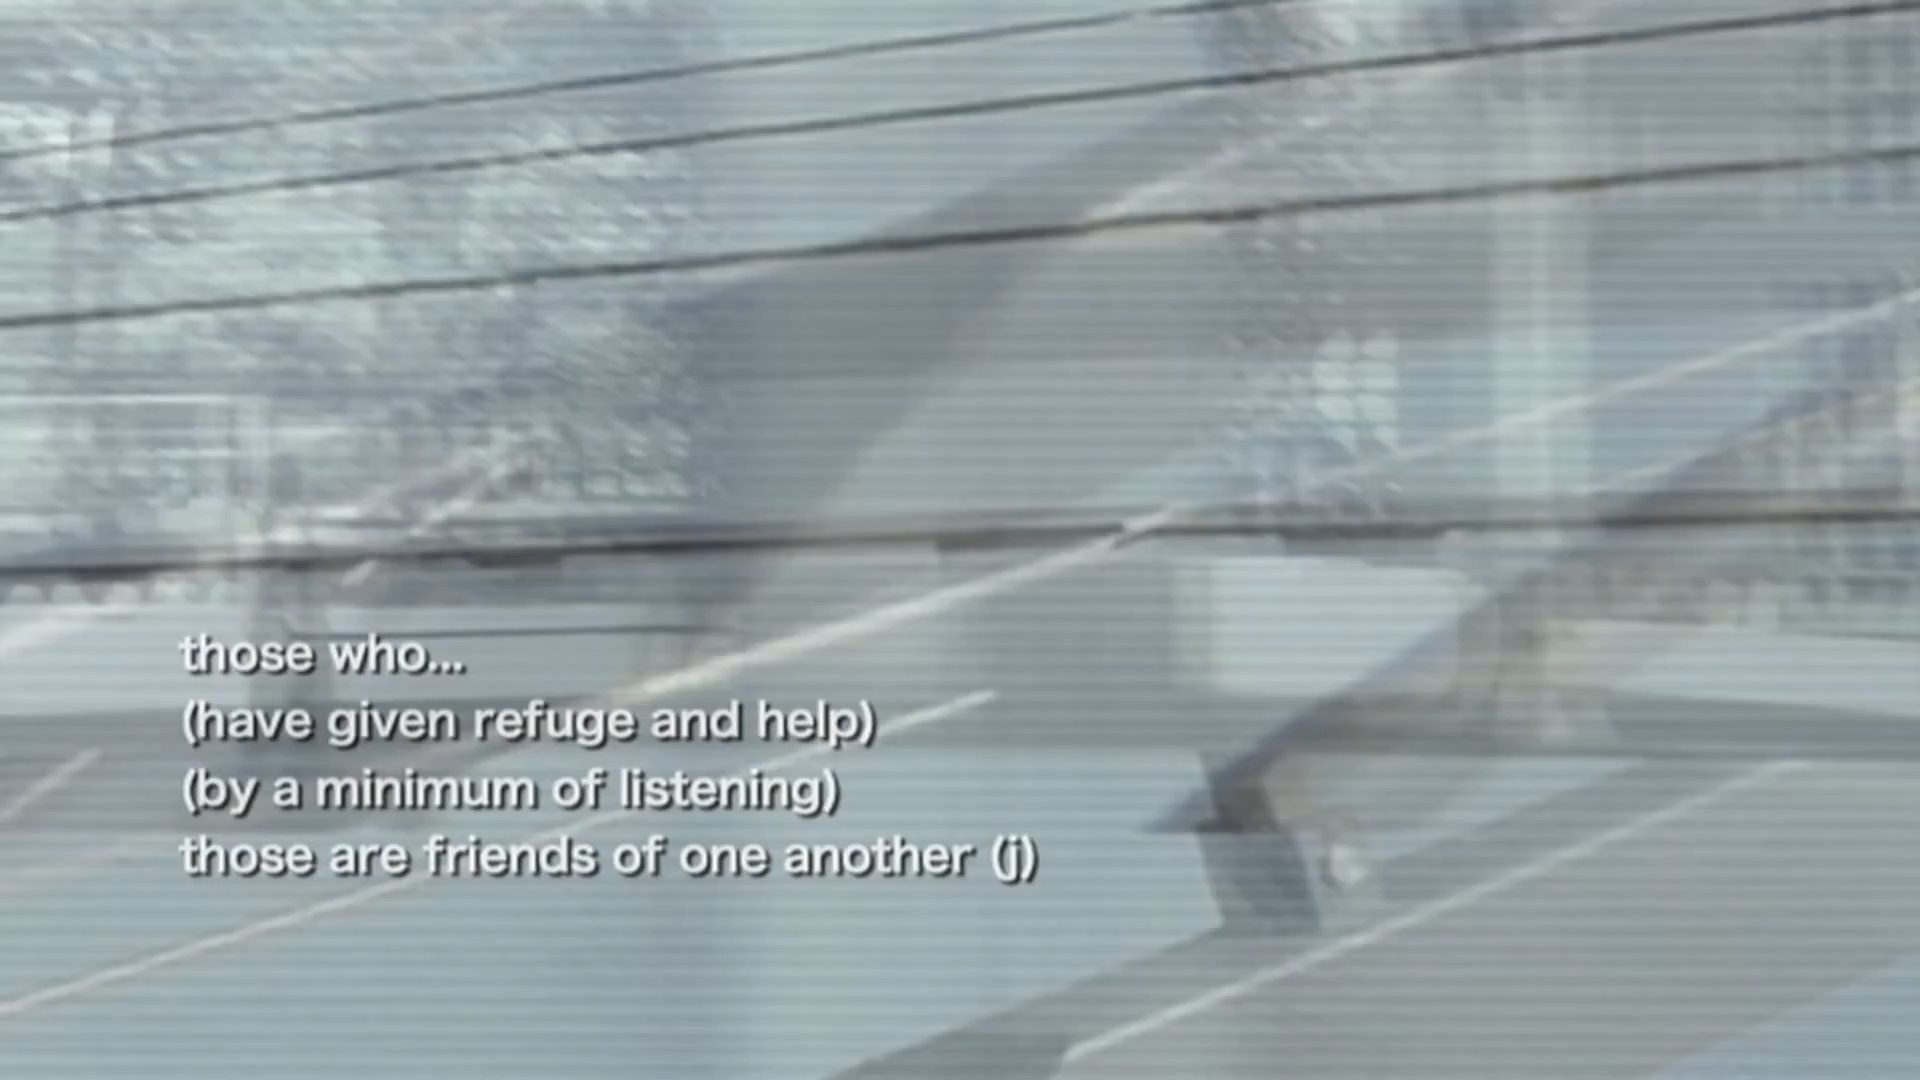 those who...
(have given refuge and help)
(by a minimum of listening)
those are friends of one another (j)